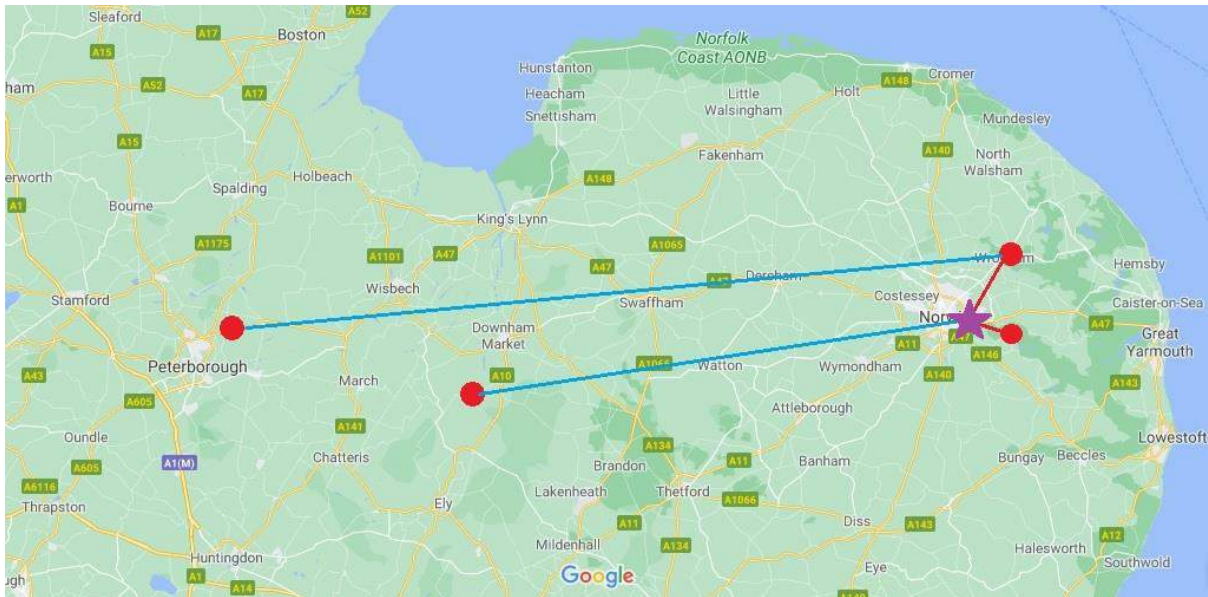 Sleaford
A52
A17
Boston
A15
Norfolk
Coast AONB
Hunstanton
Cromer
A148
A52
ham
A17
Heacham
Little
Walsingham
Holt
Snettisham
Mundesley
A15
A140
North
Walsham
Fakenham
erworth
Holbeach
A148
Spalding
A1
Bourne
King's Lynn
A1175
A47
A1065
A1101
A47
Hemsby
Wisbech
Costessey
Stamford
Swaffham
Caister-on-Sea
Downham
Market
A47
Great
Yarmouth
A11
A146
Peterborough
A1065
Watton
Wymondham
A43
March
A10
A140
A143
A605
Attleborough
Oundle
A141
Lowestoft
A134
A1(M)
Chatteris
A11
Banham
Bungay
Beccles
A605
Brandon
A6116
Lakenheath
Thetford
A1066
Thrapston
Ely
A11
Diss
A143
A12
Mildenhall
A134
Halesworth
Huntingdon
Southwold
A1
A14
Google
Eye